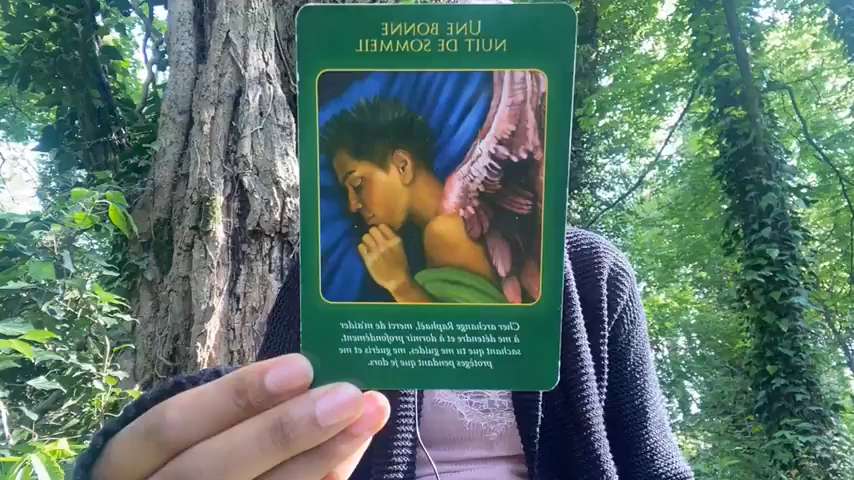 UNE BONNE
NUIT DE SOMMEIL
Cher archange Raphaël, merci de m'aider
à me détendre et à dormir profondément,
sachant que tu me guides, me guéris et me
protèges pendant que je dors.